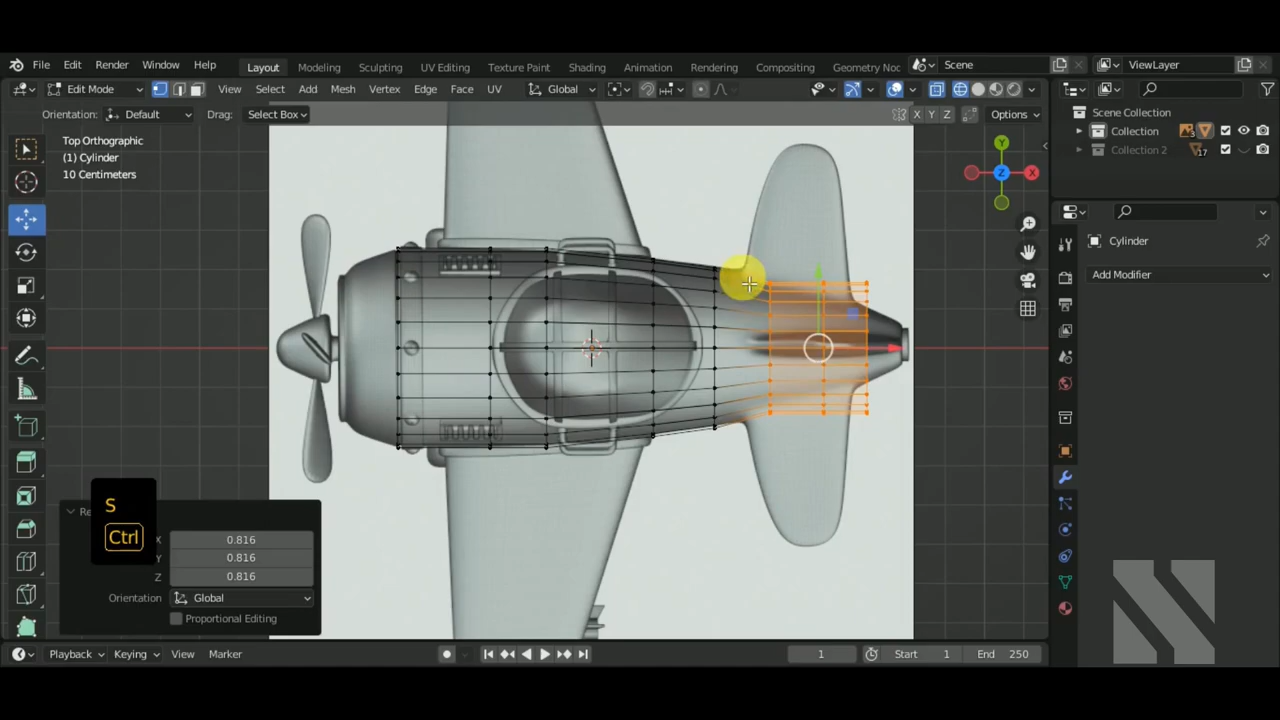 File Edit Render Window Help Layout Modeling Sculpting UV Editing Texture Paint Shading Animation Rendering Compositing Geometry Noc Scene ViewLayer
Edit Mode View Select Add Mesh Vertex Edge Face UV Global
Orientation: Default Drag: Select Box X Y Z Options
Scene Collection
Collection 3
Collection 2 17
Top Orthographic
(1) Cylinder
10 Centimeters
Y
Z
X
Cylinder
Add Modifier
S
Ctrl
Re
X 0.816
Y 0.816
Z 0.816
Orientation Global
Proportional Editing
Playback Keying View Marker 1 Start 1 End 250